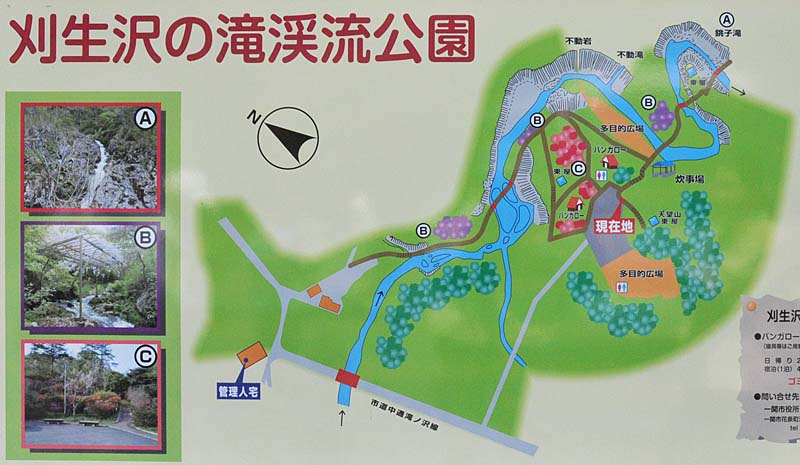 刈生沢の滝渓流公園
A
B
C
N
A
銚子滝
不動岩
不動滝
東屋
B
多目的広場
B
バンガロー
炊事場
東屋
C
バンガロー
現在地
天望山
東屋
B
多目的広場
管理人宅
市道中通滝ノ沢線
刈生沢
●バンガロー
日帰り2
宿泊(1泊)4
ゴミ
●問い合せ先
一関市役所
一関市花泉町
tel